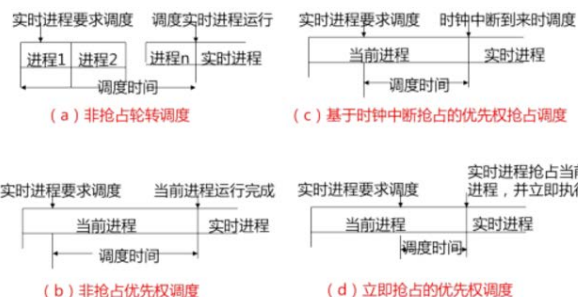 实时进程要求调度
调度实时进程运行
进程1
进程2
进程n
实时进程
调度时间
(a)非抢占轮转调度
实时进程要求调度
时钟中断到来时调度
当前进程
实时进程
调度时间
(c)基于时钟中断抢占的优先权抢占调度
实时进程要求调度
当前进程运行完成
当前进程
实时进程
调度时间
(b)非抢占优先权调度
实时进程要求调度
实时进程抢占当前
进程，并立即执行
当前进程
实时进程
调度时间
(d)立即抢占的优先权调度